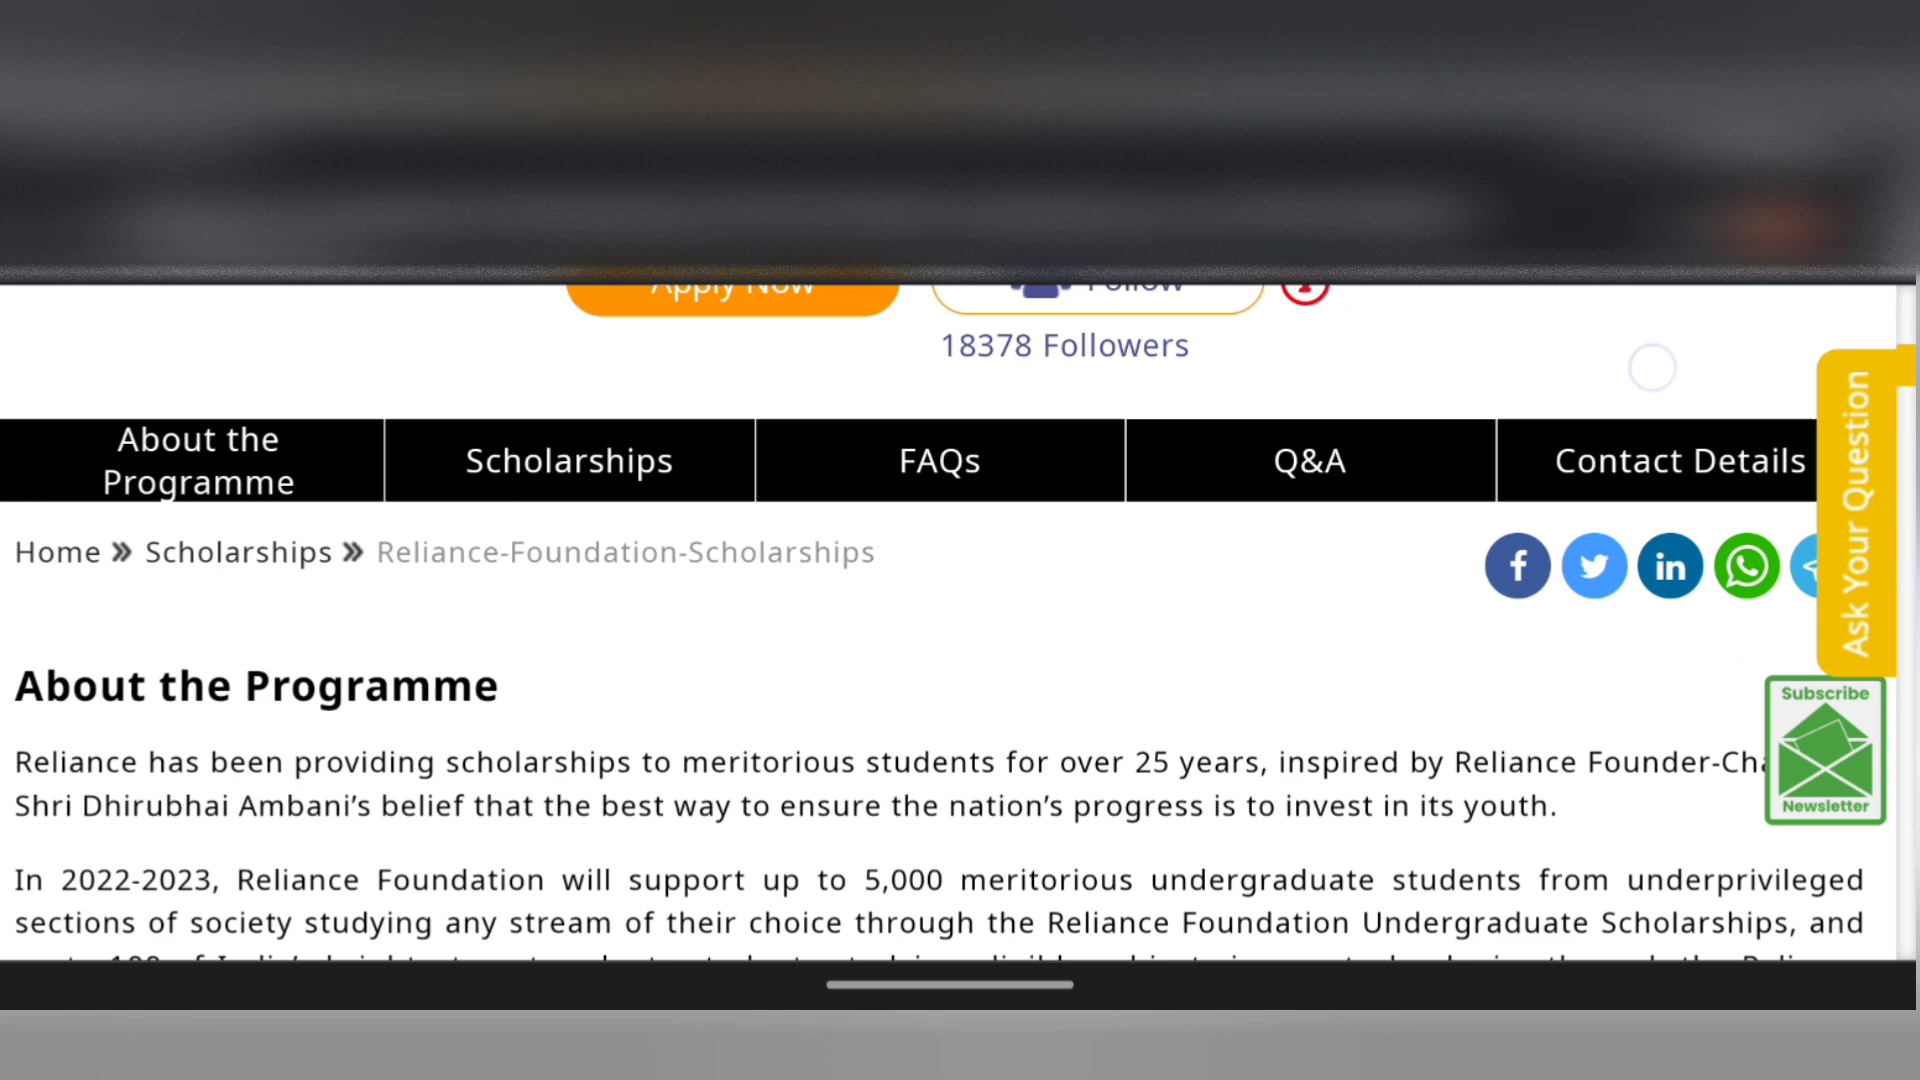 Apply Now
Follow
18378 Followers
About the
Programme
Scholarships
FAQs
Q&A
Contact Details
Ask Your Question
Home » Scholarships » Reliance-Foundation-Scholarships
About the Programme
Subscribe
Newsletter
Reliance has been providing scholarships to meritorious students for over 25 years, inspired by Reliance Founder-Cha
Shri Dhirubhai Ambani’s belief that the best way to ensure the nation’s progress is to invest in its youth.
In 2022-2023, Reliance Foundation will support up to 5,000 meritorious undergraduate students from underprivileged
sections of society studying any stream of their choice through the Reliance Foundation Undergraduate Scholarships, and